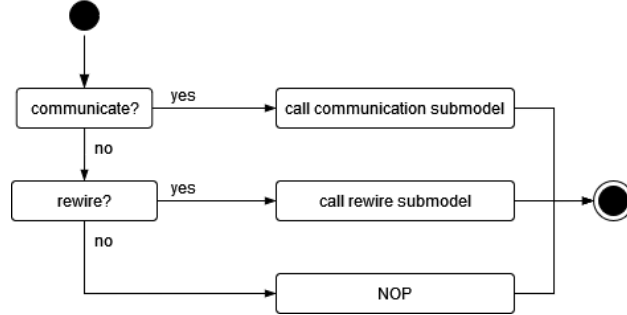 communicate?
yes
call communication submodel
no
rewire?
yes
call rewire submodel
no
NOP